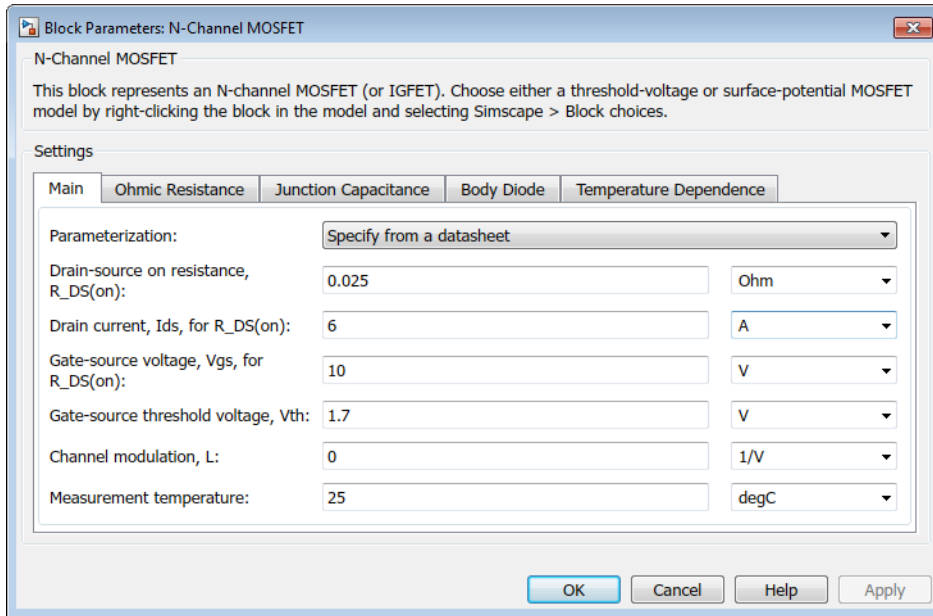 Block Parameters: N-Channel MOSFET
N-Channel MOSFET
This block represents an N-channel MOSFET (or IGFET). Choose either a threshold-voltage or surface-potential MOSFET
model by right-clicking the block in the model and selecting Simscape > Block choices.
Settings
Main Ohmic Resistance Junction Capacitance Body Diode Temperature Dependence
Parameterization: Specify from a datasheet
Drain-source on resistance,
R_DS(on): 0.025 Ohm
Drain current, Ids, for R_DS(on): 6 A
Gate-source voltage, Vgs, for
R_DS(on): 10 V
Gate-source threshold voltage, Vth: 1.7 V
Channel modulation, L: 0 1/V
Measurement temperature: 25 degC
OK Cancel Help Apply